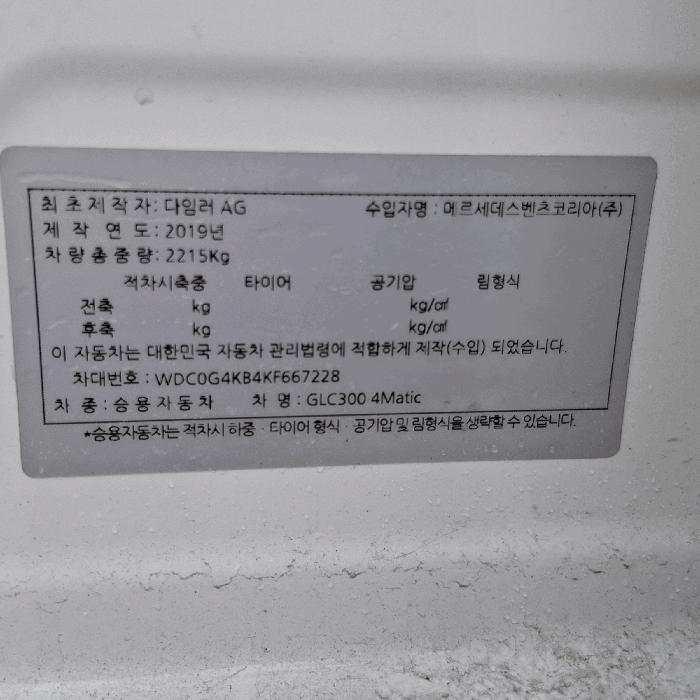 최초제작자: 다임러 AG 수입자명 : 메르세데스벤츠코리아(주)
제 작 연 도: 2019년
차량총중량: 2215Kg
적차시축중 타이어 공기압 림형식
전축 kg kg/㎠
후축 kg kg/㎠
이 자동차는 대한민국 자동차 관리법령에 적합하게 제작(수입) 되었습니다.
차대번호 : WDC0G4KB4KF667228
차 종 : 승용자동차 차 명 : GLC300 4Matic
*승용자동차는 적차시 하중 · 타이어 형식 · 공기압 및 림형식을 생략할 수 있습니다.